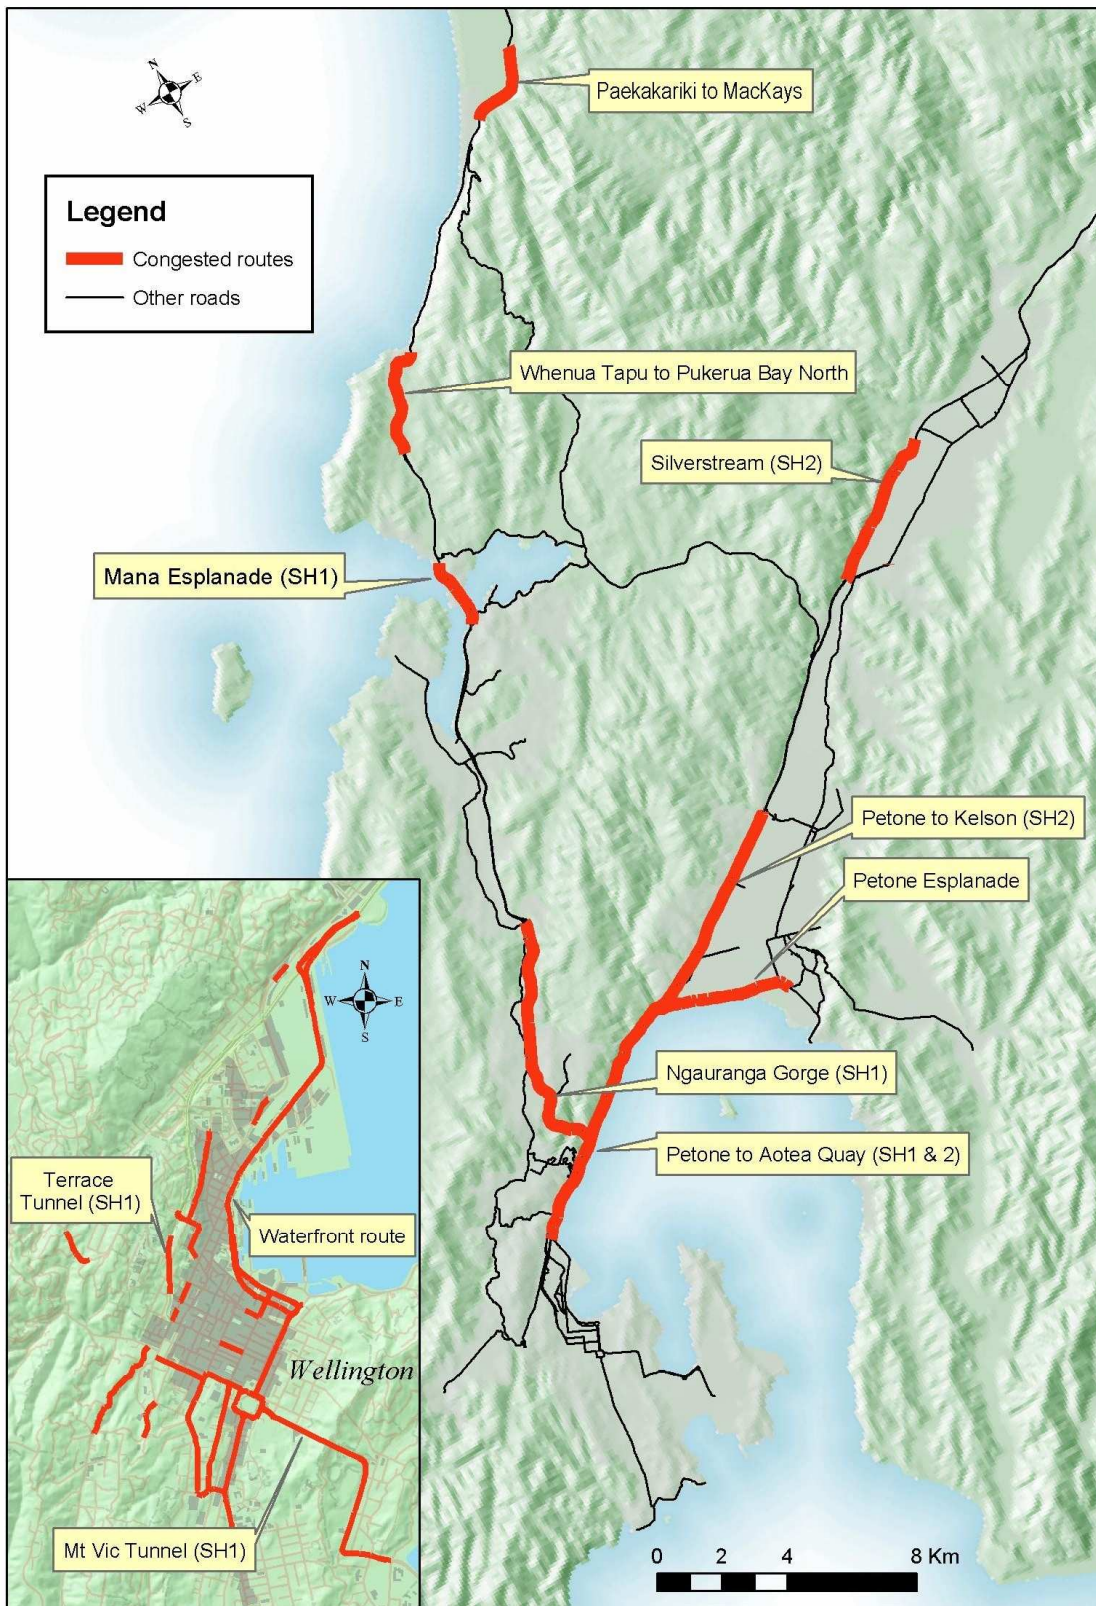 N
E
W
S
Paekakariki to MacKays
Legend
Congested routes
Other roads
Whenua Tapu to Pukerua Bay North
Silverstream (SH2)
Mana Esplanade (SH1)
Petone to Kelson (SH2)
Petone Esplanade
Ngauranga Gorge (SH1)
Petone to Aotea Quay (SH1 & 2)
N
W
E
S
Terrace
Tunnel (SH1)
Waterfront route
Wellington
Mt Vic Tunnel (SH1)
0 2 4 8 Km